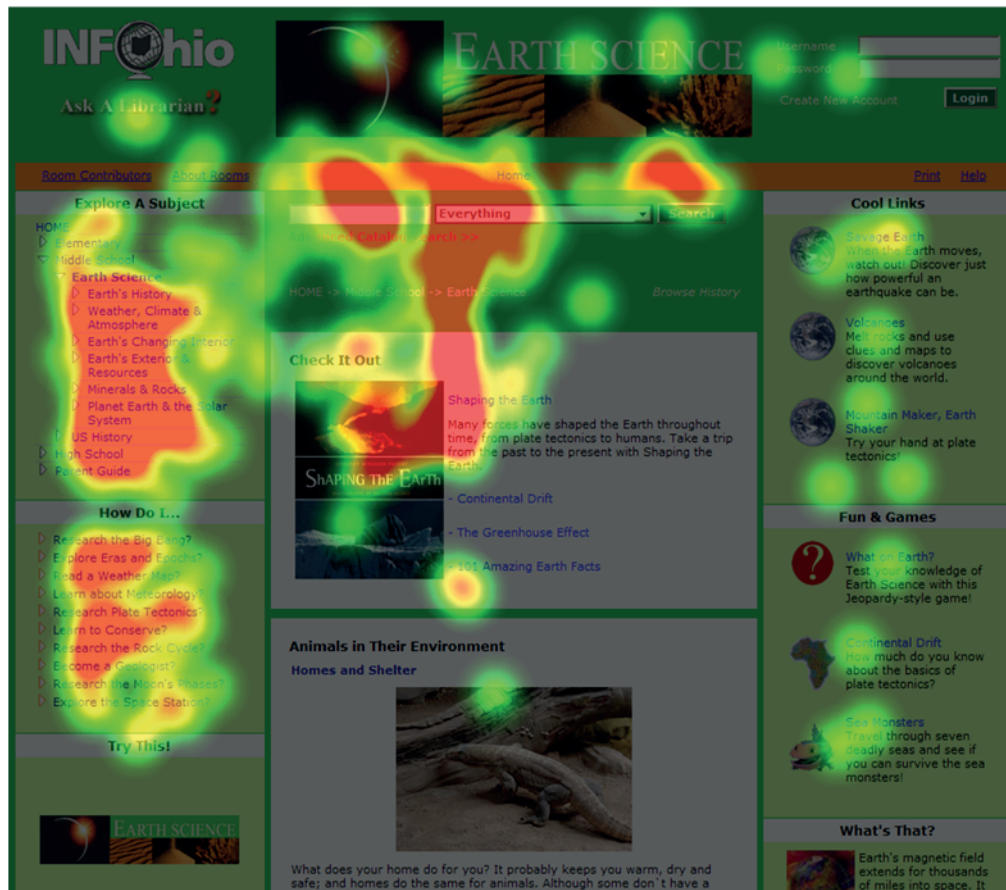 INFOhio
Ask A Librarian?
EARTH SCIENCE
Username
Password
Create New Account
Login
Room Contributors
About Rooms
Home
Print
Help
Explore A Subject
HOME
Elementary
Middle School
Earth Science
Earth's History
Weather, Climate &
Atmosphere
Earth's Changing Interior
Earth's Exterior &
Resources
Minerals & Rocks
Planet Earth & the Solar
System
US History
High School
Parent Guide
How Do I...
Research the Big Bang?
Explore Eras and Epochs?
Read a Weather Map?
Learn about Meteorology?
Research Plate Tectonics?
Learn to Conserve?
Research the Rock Cycle?
Become a Geologist?
Research the Moon's Phases?
Explore the Space Station?
Try This!
EARTH SCIENCE
Everything
Search
Advanced Catalog Search >>
HOME -> Middle School -> Earth Science
Browse History
Check It Out
SHAPING THE EARTH
Shaping the Earth
Many forces have shaped the Earth throughout
time, from plate tectonics to humans. Take a trip
from the past to the present with Shaping the
Earth.
- Continental Drift
- The Greenhouse Effect
- 101 Amazing Earth Facts
Animals in Their Environment
Homes and Shelter
What does your home do for you? It probably keeps you warm, dry and
safe; and homes do the same for animals. Although some don`t have a
Cool Links
Savage Earth
When the Earth moves,
watch out! Discover just
how powerful an
earthquake can be.
Volcanoes
Melt rocks and use
clues and maps to
discover volcanoes
around the world.
Mountain Maker, Earth
Shaker
Try your hand at plate
tectonics!
Fun & Games
What on Earth?
Test your knowledge of
Earth Science with this
Jeopardy-style game!
Continental Drift
How much do you know
about the basics of
plate tectonics?
Sea Monsters
Travel through seven
deadly seas and see if
you can survive the sea
monsters!
What's That?
Earth's magnetic field
extends for thousands
of miles into space. It